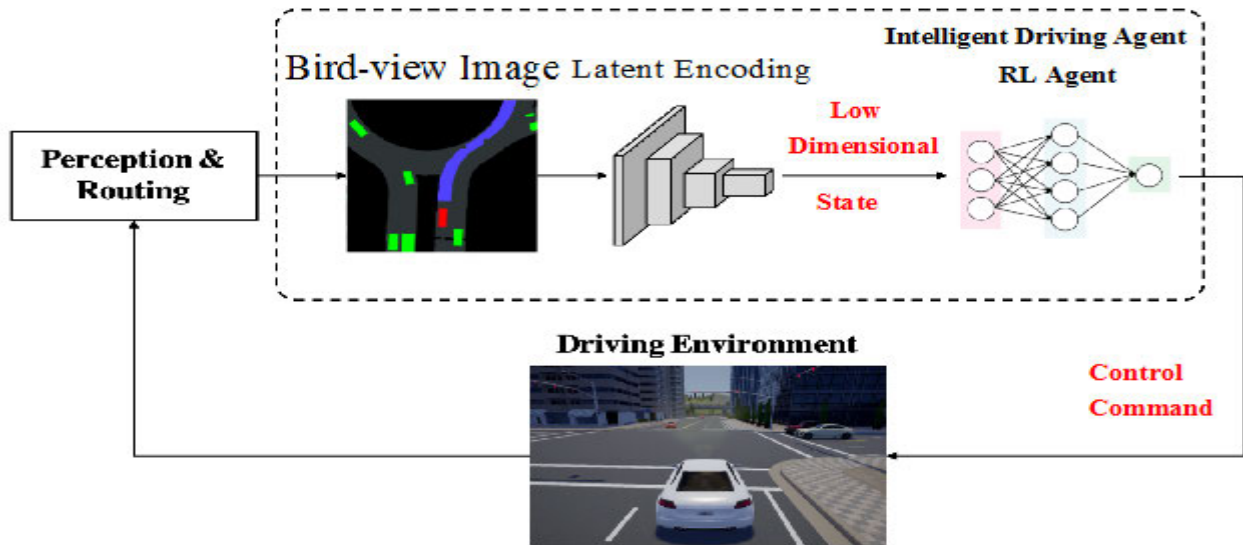 Intelligent Driving Agent
RL Agent
Bird-view Image
Latent Encoding
Low
Dimensional
State
Perception &
Routing
Driving Environment
Control
Command